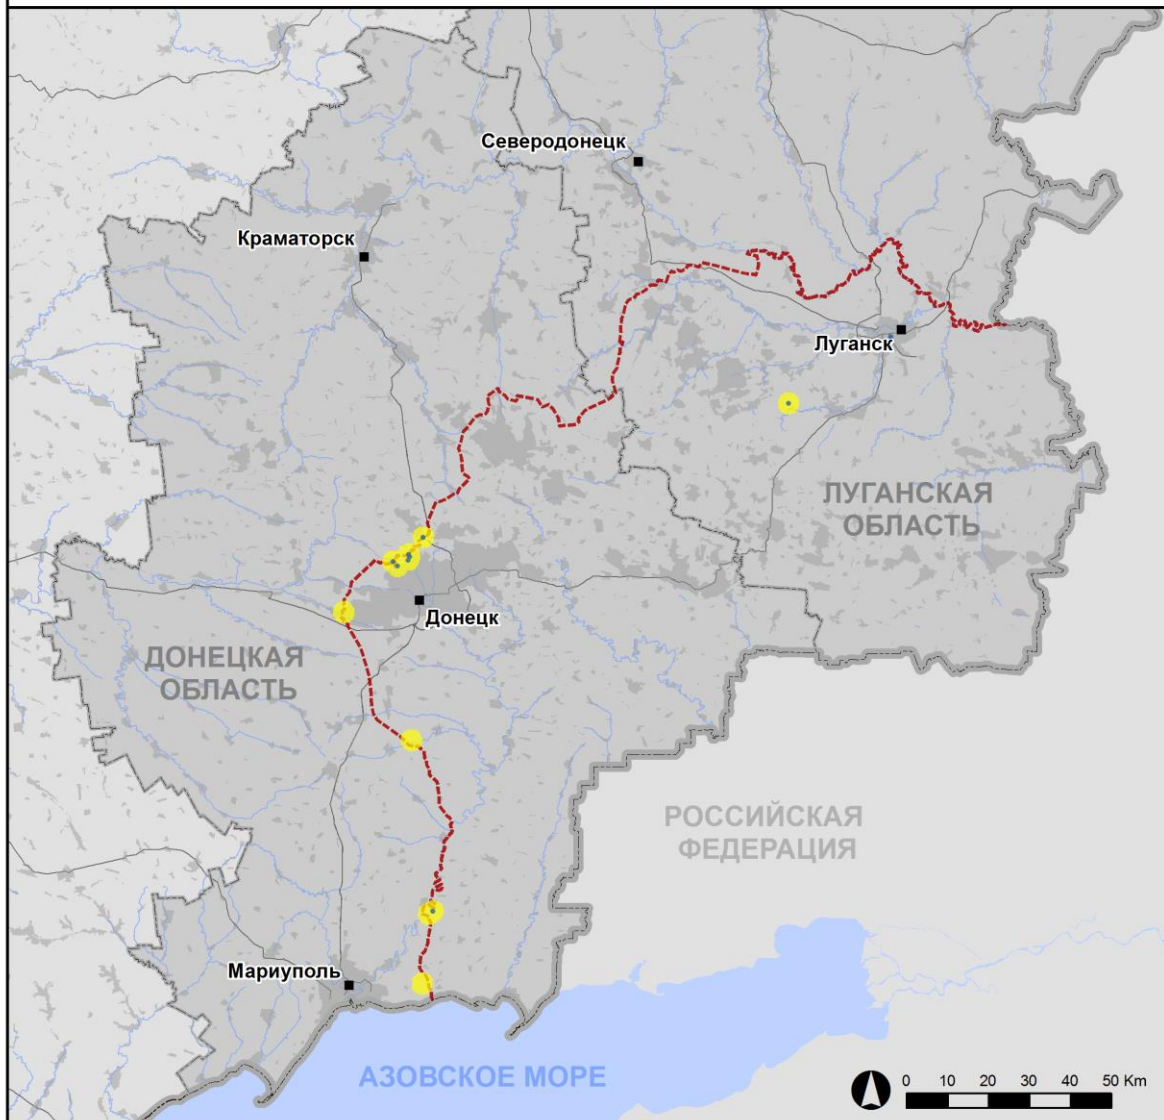 Северодонецк
Краматорск
Луганск
ЛУГАНСКАЯ
ОБЛАСТЬ
Донецк
ДОНЕЦКАЯ
ОБЛАСТЬ
РОССИЙСКАЯ
ФЕДЕРАЦИЯ
Мариуполь
АЗОВСКОЕ МОРЕ
0 10 20 30 40 50 Km